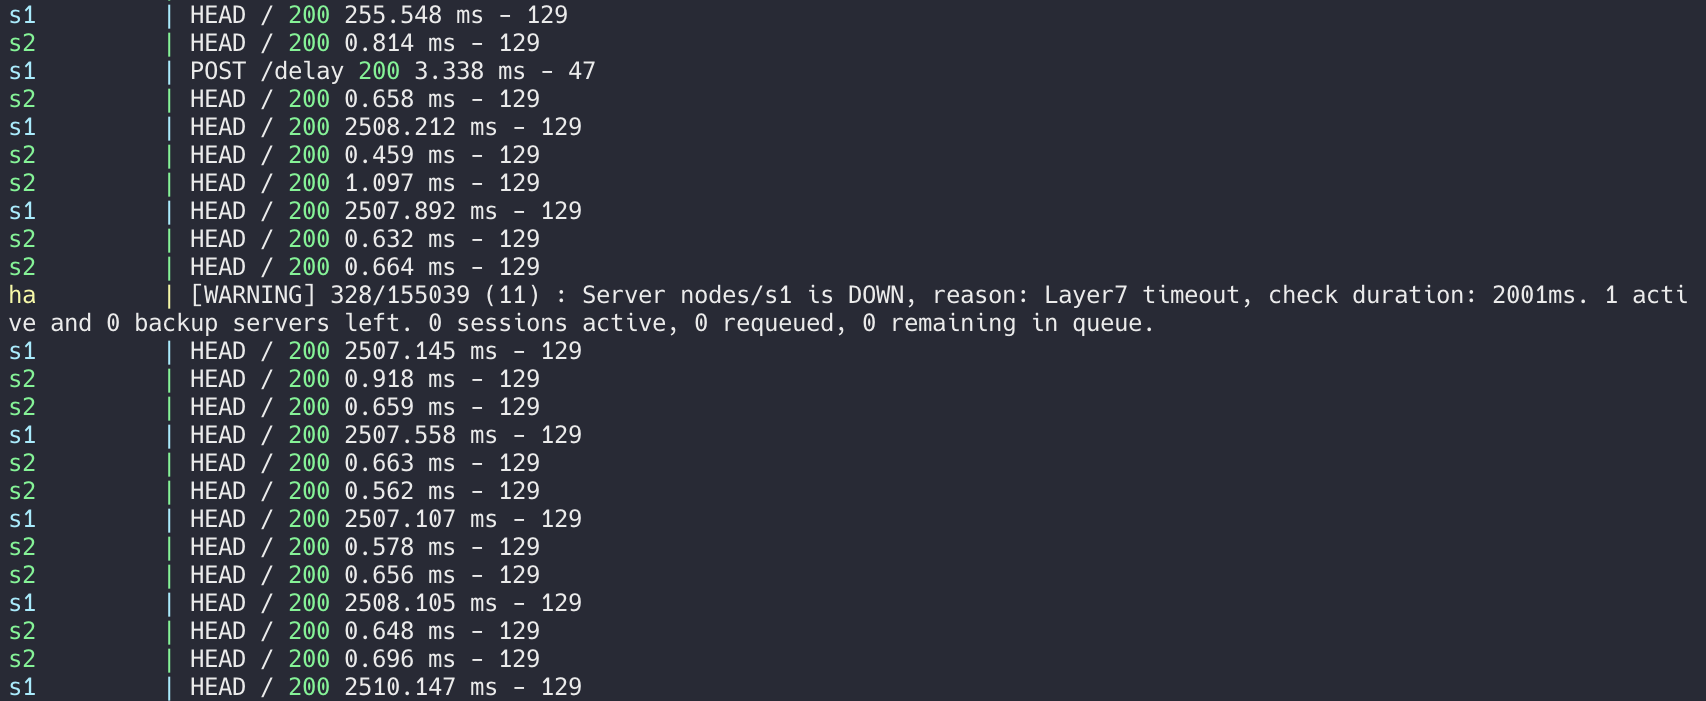 s1 | HEAD / 200 255.548 ms - 129
s2 | HEAD / 200 0.814 ms - 129
s1 | POST /delay 200 3.338 ms - 47
s2 | HEAD / 200 0.658 ms - 129
s1 | HEAD / 200 2508.212 ms - 129
s2 | HEAD / 200 0.459 ms - 129
s2 | HEAD / 200 1.097 ms - 129
s1 | HEAD / 200 2507.892 ms - 129
s2 | HEAD / 200 0.632 ms - 129
s2 | HEAD / 200 0.664 ms - 129
ha | [WARNING] 328/155039 (11) : Server nodes/s1 is DOWN, reason: Layer7 timeout, check duration: 2001ms. 1 acti
ve and 0 backup servers left. 0 sessions active, 0 requeued, 0 remaining in queue.
s1 | HEAD / 200 2507.145 ms - 129
s2 | HEAD / 200 0.918 ms - 129
s2 | HEAD / 200 0.659 ms - 129
s1 | HEAD / 200 2507.558 ms - 129
s2 | HEAD / 200 0.663 ms - 129
s2 | HEAD / 200 0.562 ms - 129
s1 | HEAD / 200 2507.107 ms - 129
s2 | HEAD / 200 0.578 ms - 129
s2 | HEAD / 200 0.656 ms - 129
s1 | HEAD / 200 2508.105 ms - 129
s2 | HEAD / 200 0.648 ms - 129
s2 | HEAD / 200 0.696 ms - 129
s1 | HEAD / 200 2510.147 ms - 129